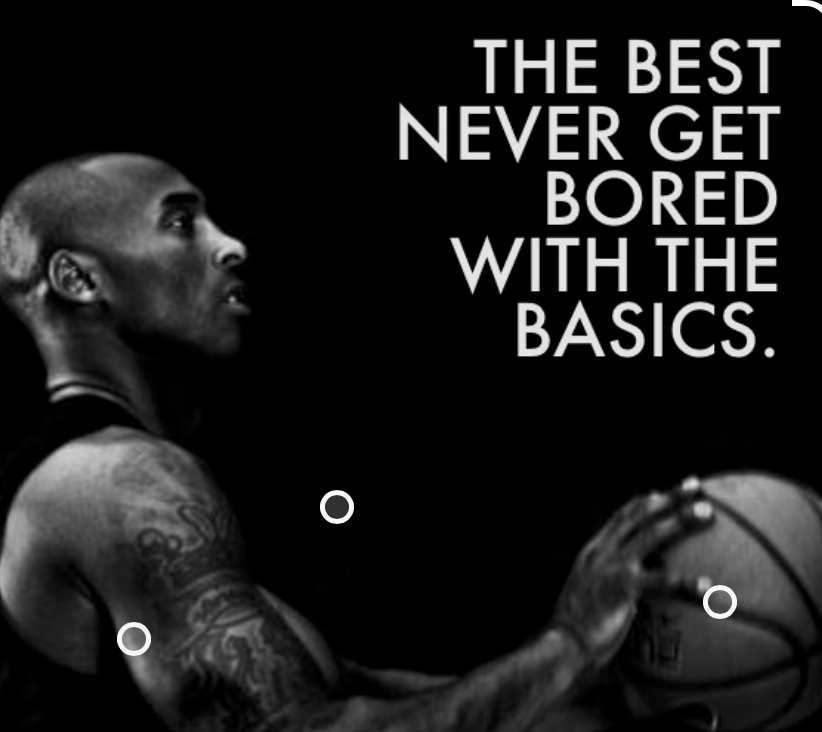 THE BEST
NEVER GET
BORED
WITH THE
BASICS.